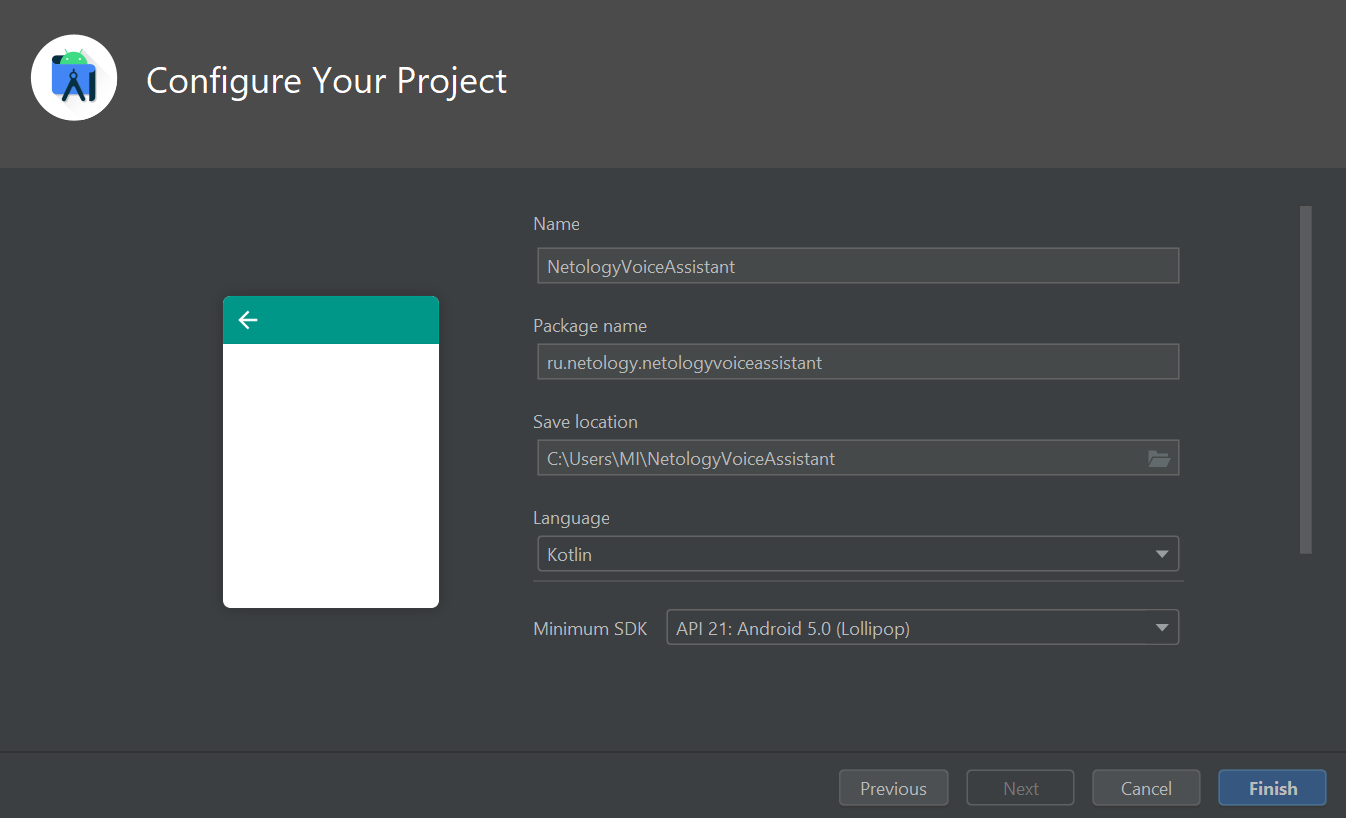 Configure Your Project
Name
NetologyVoiceAssistant
Package name
ru.netology.netologyvoiceassistant
Save location
C:\Users\MI\NetologyVoiceAssistant
Language
Kotlin
Minimum SDK API 21: Android 5.0 (Lollipop)
Previous Next Cancel Finish